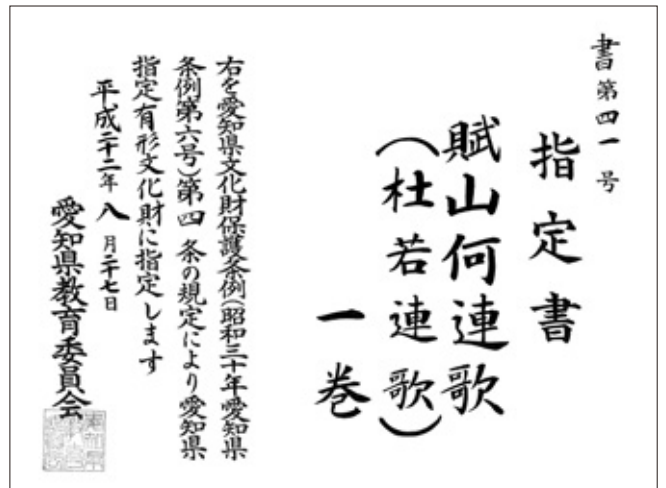 書第四一号
指定書
賦山何連歌
（杜若連歌）
一巻
右を愛知県文化財保護条例（昭和三十年愛知県
条例第六号）第四条の規定により愛知県
指定有形文化財に指定します
平成二十二年八月二十七日
愛知県教育委員会